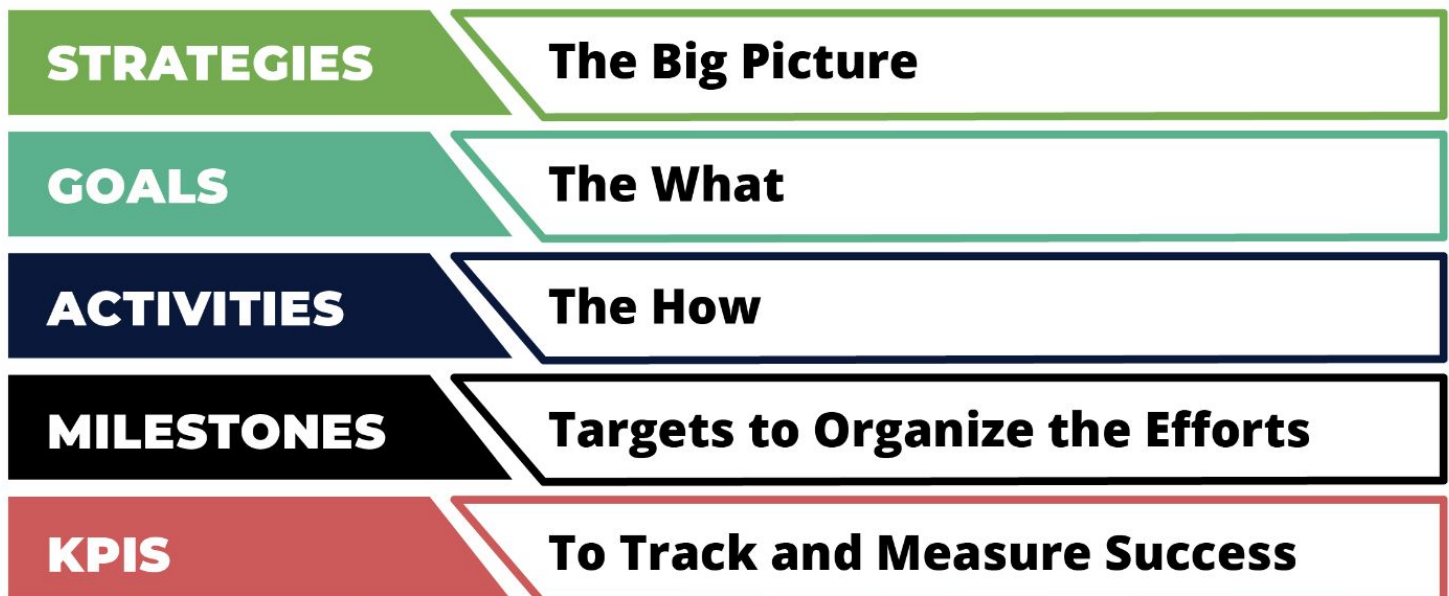 STRATEGIES
The Big Picture
GOALS
The What
ACTIVITIES
The How
MILESTONES
Targets to Organize the Efforts
KPIS
To Track and Measure Success